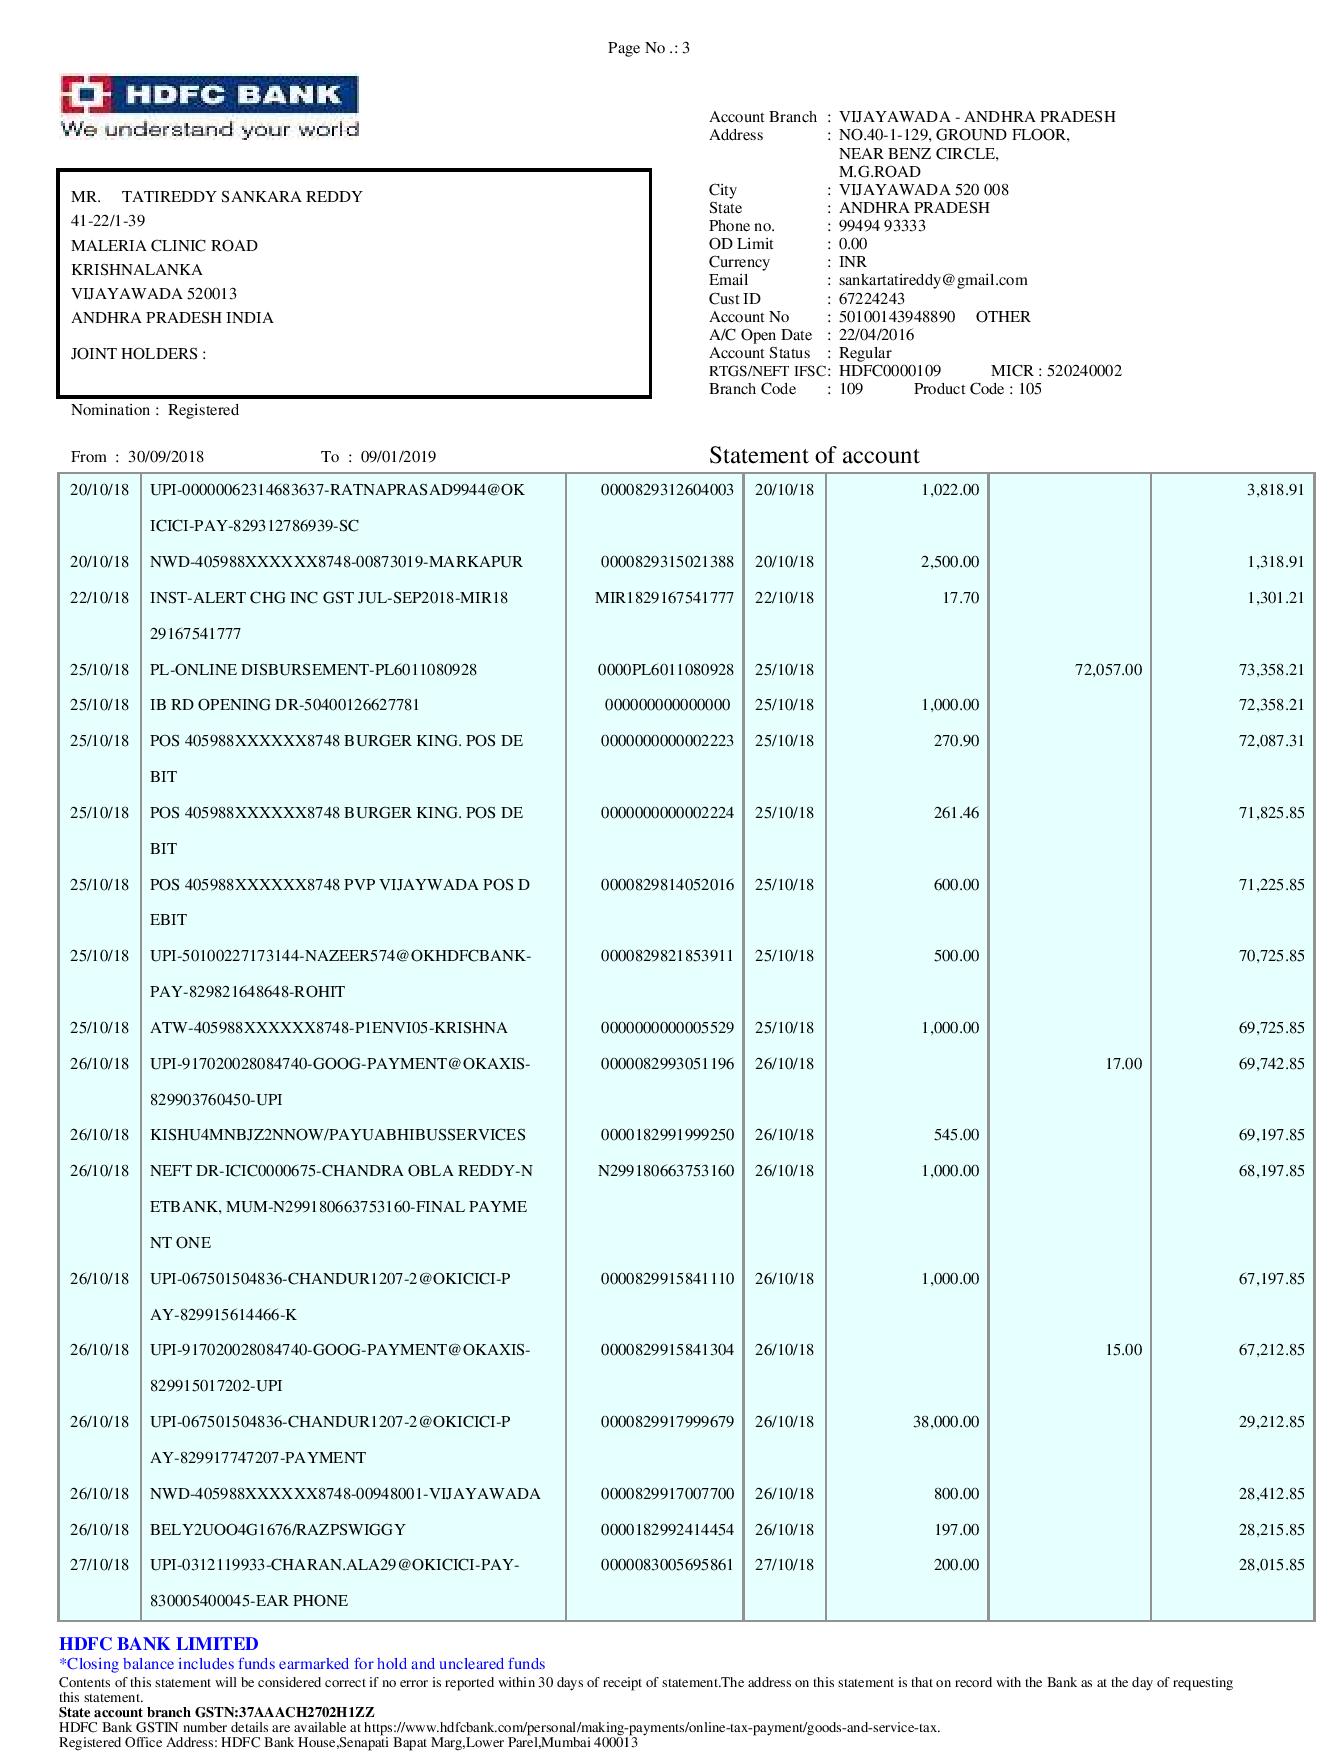 Page No .: 3
HDFC BANK
We understand your world
Account Branch : VIJAYAWADA - ANDHRA PRADESH
Address : NO.40-1-129, GROUND FLOOR,
NEAR BENZ CIRCLE,
M.G.ROAD
City : VIJAYAWADA 520 008
State : ANDHRA PRADESH
Phone no. : 99494 93333
OD Limit : 0.00
Currency : INR
Email : sankartatireddy@gmail.com
Cust ID : 67224243
Account No : 50100143948890 OTHER
A/C Open Date : 22/04/2016
Account Status : Regular
RTGS/NEFT IFSC: HDFC0000109 MICR : 520240002
Branch Code : 109 Product Code : 105
MR. TATIREDDY SANKARA REDDY
41-22/1-39
MALERIA CLINIC ROAD
KRISHNALANKA
VIJAYAWADA 520013
ANDHRA PRADESH INDIA
JOINT HOLDERS :
Nomination : Registered
From : 30/09/2018 To : 09/01/2019 Statement of account
20/10/18 UPI-00000062314683637-RATNAPRASAD9944@OK 0000829312604003 20/10/18 1,022.00 3,818.91
ICICI-PAY-829312786939-SC
20/10/18 NWD-405988XXXXXX8748-00873019-MARKAPUR 0000829315021388 20/10/18 2,500.00 1,318.91
22/10/18 INST-ALERT CHG INC GST JUL-SEP2018-MIR18 MIR1829167541777 22/10/18 17.70 1,301.21
29167541777
25/10/18 PL-ONLINE DISBURSEMENT-PL6011080928 0000PL6011080928 25/10/18 72,057.00 73,358.21
25/10/18 IB RD OPENING DR-50400126627781 000000000000000 25/10/18 1,000.00 72,358.21
25/10/18 POS 405988XXXXXX8748 BURGER KING. POS DE 0000000000002223 25/10/18 270.90 72,087.31
BIT
25/10/18 POS 405988XXXXXX8748 BURGER KING. POS DE 0000000000002224 25/10/18 261.46 71,825.85
BIT
25/10/18 POS 405988XXXXXX8748 PVP VIJAYWADA POS D 0000829814052016 25/10/18 600.00 71,225.85
EBIT
25/10/18 UPI-50100227173144-NAZEER574@OKHDFCBANK- 0000829821853911 25/10/18 500.00 70,725.85
PAY-829821648648-ROHIT
25/10/18 ATW-405988XXXXXX8748-P1ENVI05-KRISHNA 0000000000005529 25/10/18 1,000.00 69,725.85
26/10/18 UPI-917020028084740-GOOG-PAYMENT@OKAXIS- 0000082993051196 26/10/18 17.00 69,742.85
829903760450-UPI
26/10/18 KISHU4MNBJZ2NNOW/PAYUABHIBUSSERVICES 0000182991999250 26/10/18 545.00 69,197.85
26/10/18 NEFT DR-ICIC0000675-CHANDRA OBLA REDDY-N N299180663753160 26/10/18 1,000.00 68,197.85
ETBANK, MUM-N299180663753160-FINAL PAYME
NT ONE
26/10/18 UPI-067501504836-CHANDUR1207-2@OKICICI-P 0000829915841110 26/10/18 1,000.00 67,197.85
AY-829915614466-K
26/10/18 UPI-917020028084740-GOOG-PAYMENT@OKAXIS- 0000829915841304 26/10/18 15.00 67,212.85
829915017202-UPI
26/10/18 UPI-067501504836-CHANDUR1207-2@OKICICI-P 0000829917999679 26/10/18 38,000.00 29,212.85
AY-829917747207-PAYMENT
26/10/18 NWD-405988XXXXXX8748-00948001-VIJAYAWADA 0000829917007700 26/10/18 800.00 28,412.85
26/10/18 BELY2UOO4G1676/RAZPSWIGGY 0000182992414454 26/10/18 197.00 28,215.85
27/10/18 UPI-0312119933-CHARAN.ALA29@OKICICI-PAY- 0000083005695861 27/10/18 200.00 28,015.85
830005400045-EAR PHONE
HDFC BANK LIMITED
*Closing balance includes funds earmarked for hold and uncleared funds
Contents of this statement will be considered correct if no error is reported within 30 days of receipt of statement.The address on this statement is that on record with the Bank as at the day of requesting
this statement.
State account branch GSTN:37AAACH2702H1ZZ
HDFC Bank GSTIN number details are available at https://www.hdfcbank.com/personal/making-payments/online-tax-payment/goods-and-service-tax.
Registered Office Address: HDFC Bank House,Senapati Bapat Marg,Lower Parel,Mumbai 400013